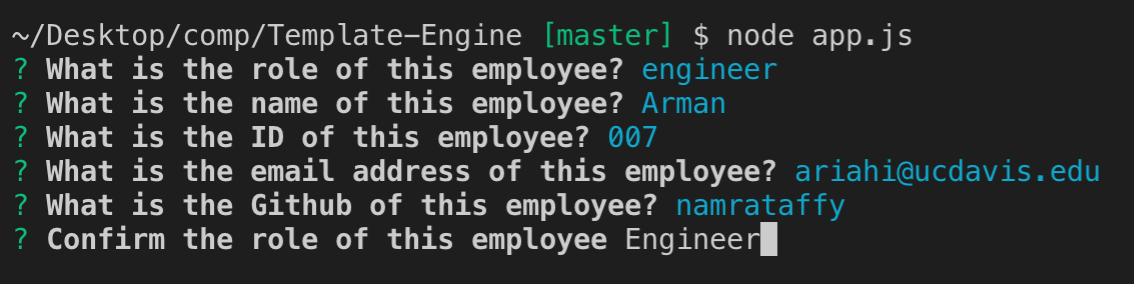 ~/Desktop/comp/Template-Engine [master] $ node app.js
? What is the role of this employee? engineer
? What is the name of this employee? Arman
? What is the ID of this employee? 007
? What is the email address of this employee? ariahi@ucdavis.edu
? What is the Github of this employee? namrataffy
? Confirm the role of this employee Engineer